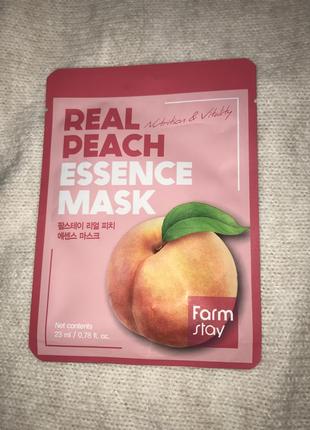 REAL
PEACH
Nutrition & Vitality
ESSENCE
MASK
팜스테이 리얼 피치
에센스 마스크
Farm
stay
Net contents
23 ml / 0.78 fl. oz.